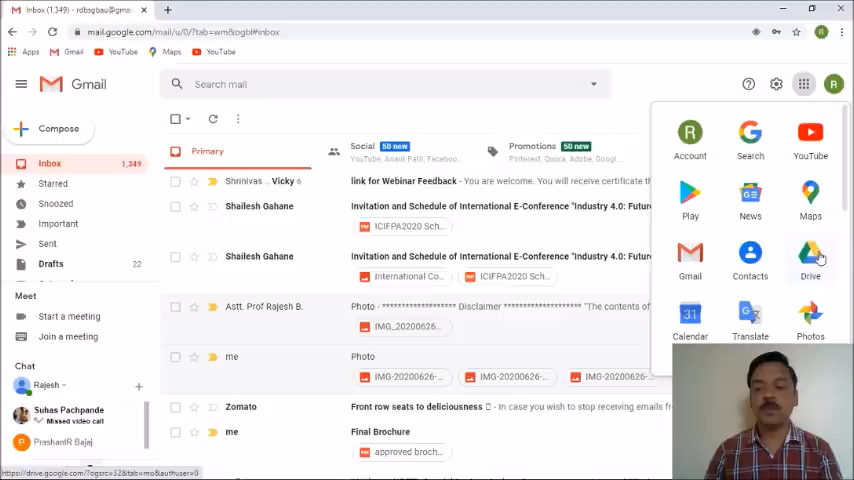 Inbox (1,349) - rdbsgbau@gmai
mail.google.com/mail/u/0/?tab=wm&ogbl#inbox
Apps Gmail YouTube Maps YouTube
Gmail
Search mail
Compose
Inbox 1,349
Starred
Snoozed
Important
Sent
Drafts 22
Meet
Start a meeting
Join a meeting
Chat
Rajesh
Suhas Pachpande
Missed video call
PrashantR Bajaj
https://drive.google.com/?ogsrc=32&tab=mo&authuser=0
Primary
Social 50 new
YouTube, Anant Patil, Faceboo...
Promotions 50 new
Pinterest, Quora, Adobe, Googl...
Shrinivas .. Vicky 6 link for Webinar Feedback - You are welcome. You will receive certificate th
Shailesh Gahane Invitation and Schedule of International E-Conference "Industry 4.0: Futur
ICIFPA2020 Sch...
Shailesh Gahane Invitation and Schedule of International E-Conference "Industry 4.0: Futur
International Co... ICIFPA2020 Sch...
Astt. Prof Rajesh B. Photo - ******************* Disclaimer ******************* "The contents of
IMG_20200626...
me Photo
IMG-20200626-... IMG-20200626-... IMG-20200626-...
Zomato Front row seats to deliciousness - In case you wish to stop receiving emails fr
me Final Brochure
approved broch...
R
R
Account Search YouTube
Play News Maps
Gmail Contacts Drive
31
Calendar Translate Photos